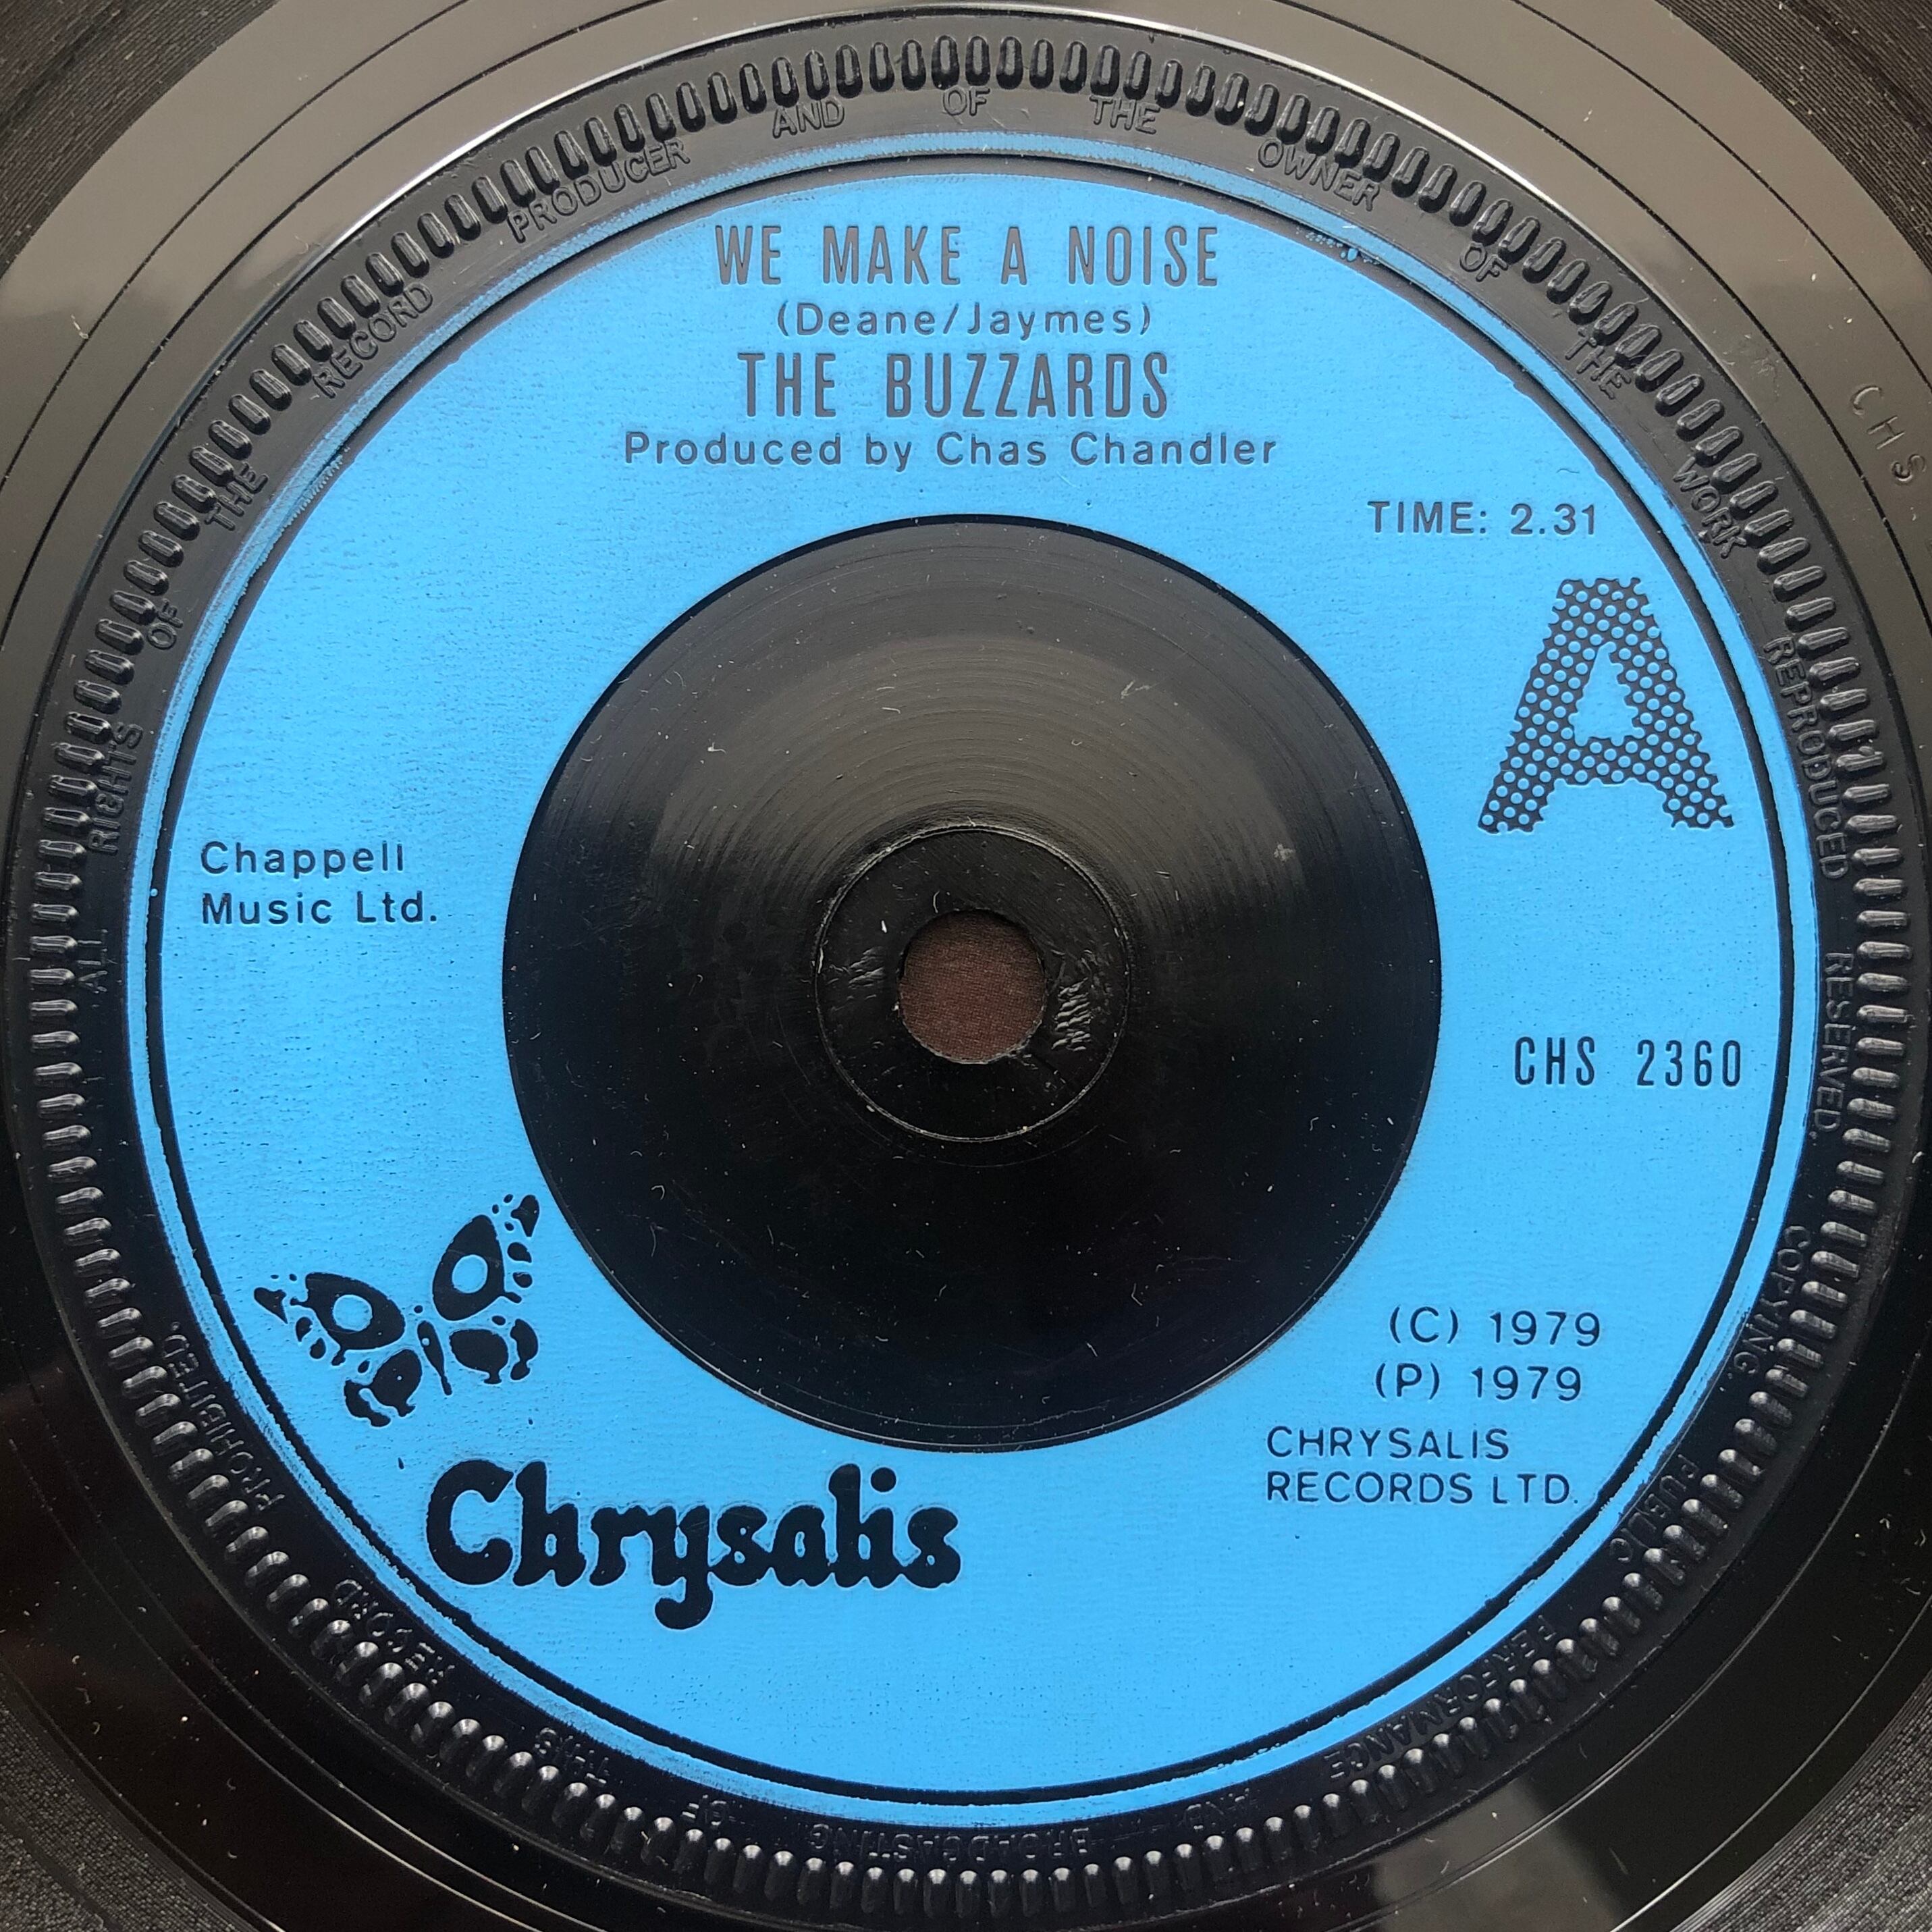 ALL RIGHTS OF THE RECORD PRODUCER AND OF THE OWNER OF THE WORK REPRODUCED RESERVED. COPYING. PUBLIC PERFORMANCE AND BROADCASTING OF THIS RECORD PROHIBITED.
WE MAKE A NOISE
(Deane/Jaymes)
THE BUZZARDS
Produced by Chas Chandler
CHS
TIME: 2.31
A
Chappell
Music Ltd.
CHS 2360
(C) 1979
(P) 1979
CHRYSALIS
RECORDS LTD.
Chrysalis